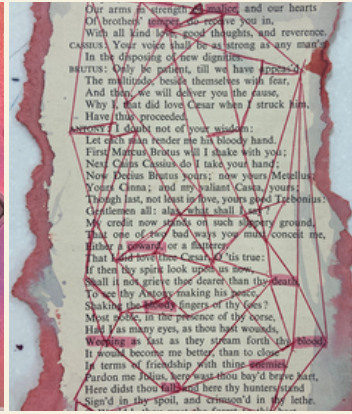 Our arms in strength of malice, and our hearts
Of brothers' temper, do receive you in,
With all kind love, good thoughts, and reverence.
CASSIUS. Your voice shall be as strong as any man's
In the disposing of new dignities.
BRUTUS. Only be patient, till we have appeas'd
The multitude, beside themselves with fear,
And then, we will deliver you the cause,
Why I, that did love Cæsar when I struck him,
Have thus proceeded.
ANTONY. I doubt not of your wisdom:
Let each man render me his bloody hand.
First Marcus Brutus will I shake with you;
Next Caius Cassius do I take your hand;
Now Decius Brutus yours; now yours Metellus;
Yours Cinna; and my valiant Casca, yours;
Though last, not least in love, yours good Trebonius.
Gentlemen all: alas, what shall I say?
My credit now stands on such slippery ground,
That one of two bad ways you must conceit me,
Either a coward, or a flatterer.
That I did love thee Cæsar, O 'tis true:
If then thy spirit look upon us now,
Shall it not grieve thee dearer than thy death,
To see thy Antony making his peace,
Shaking the bloody fingers of thy foes?
Most noble, in the presence of thy corse,
Had I as many eyes, as thou hast wounds,
Weeping as fast as they stream forth thy blood,
It would become me better, than to close
In terms of friendship with thine enemies.
Pardon me Julius, here wast thou bay'd brave hart,
Here didst thou fall, and here thy hunters stand
Sign'd in thy spoil, and crimson'd in thy lethe.